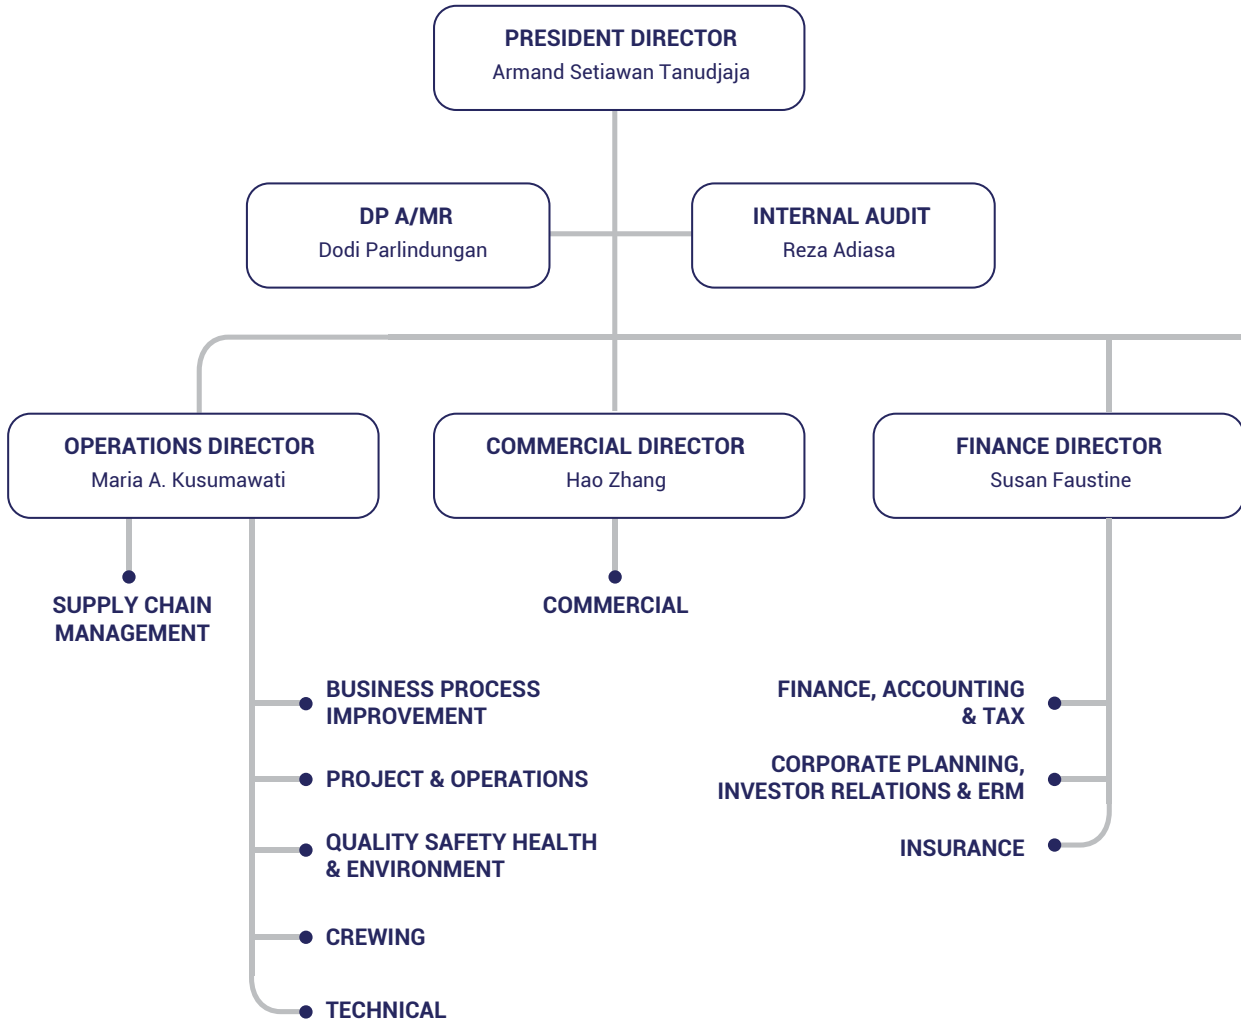 PRESIDENT DIRECTOR
Armand Setiawan Tanudjaja
DP A/MR
Dodi Parlindungan
INTERNAL AUDIT
Reza Adiasa
OPERATIONS DIRECTOR
Maria A. Kusumawati
COMMERCIAL DIRECTOR
Hao Zhang
FINANCE DIRECTOR
Susan Faustine
SUPPLY CHAIN
MANAGEMENT
BUSINESS PROCESS
IMPROVEMENT
PROJECT & OPERATIONS
QUALITY SAFETY HEALTH
& ENVIRONMENT
CREWING
TECHNICAL
COMMERCIAL
FINANCE, ACCOUNTING
& TAX
CORPORATE PLANNING,
INVESTOR RELATIONS & ERM
INSURANCE